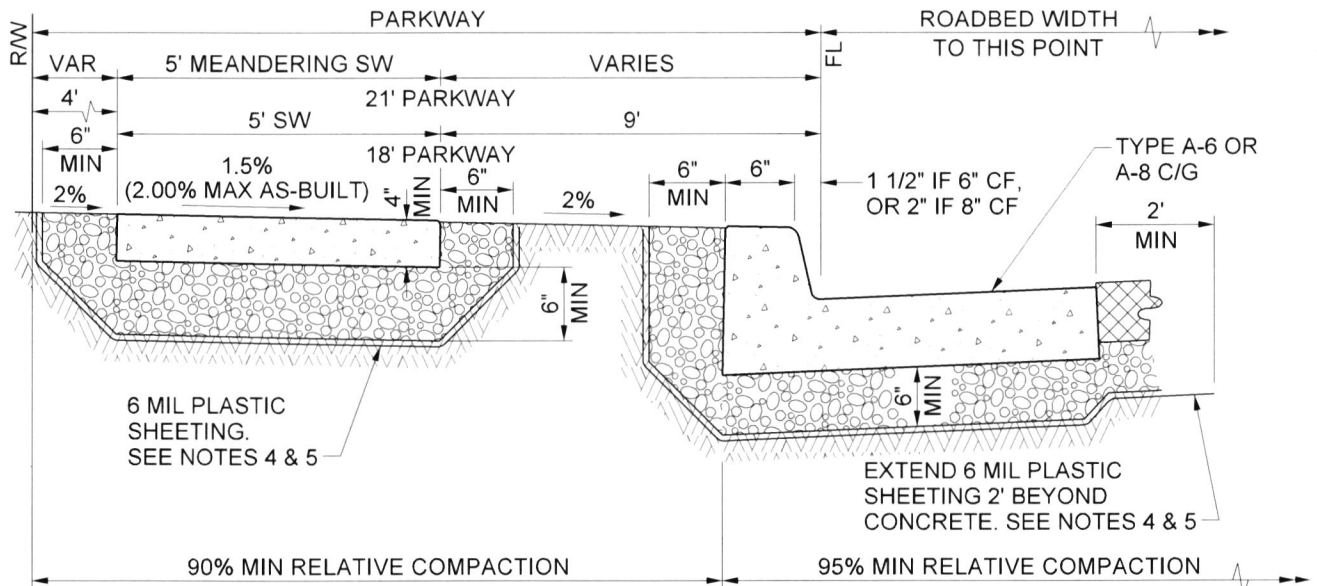 PARKWAY
ROADBED WIDTH
TO THIS POINT
R/W
FL
VAR
5' MEANDERING SW
VARIES
21' PARKWAY
4'
5' SW
9'
18' PARKWAY
6"
MIN
1.5%
(2.00% MAX AS-BUILT)
2%
4"
MIN
6"
MIN
2%
6"
MIN
6"
1 1/2" IF 6" CF,
OR 2" IF 8" CF
TYPE A-6 OR
A-8 C/G
2'
MIN
6"
MIN
6"
MIN
6 MIL PLASTIC
SHEETING.
SEE NOTES 4 & 5
EXTEND 6 MIL PLASTIC
SHEETING 2' BEYOND
CONCRETE. SEE NOTES 4 & 5
90% MIN RELATIVE COMPACTION
95% MIN RELATIVE COMPACTION